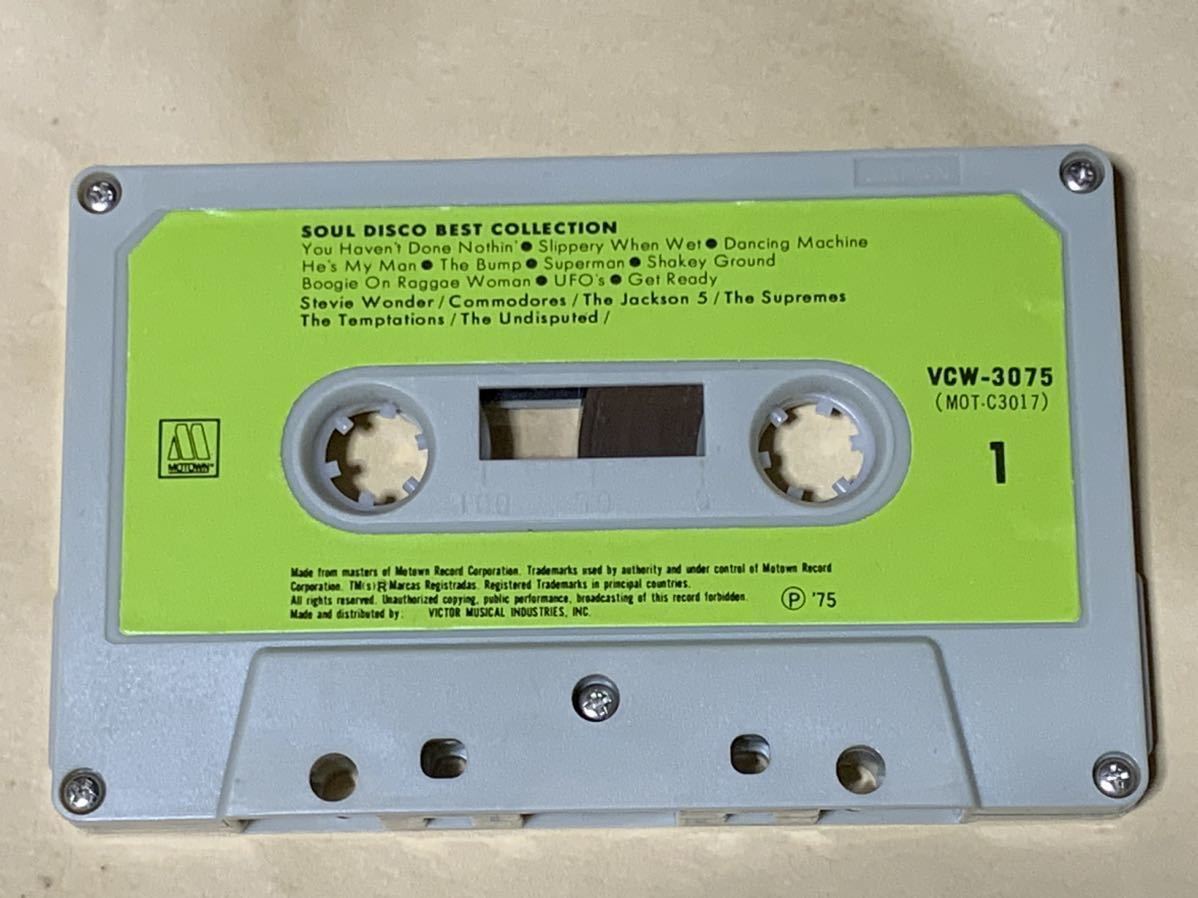 SOUL DISCO BEST COLLECTION
You Haven't Done Nothin' ● Slippery When Wet ● Dancing Machine
He's My Man ● The Bump ● Superman ● Shakey Ground
Boogie On Raggae Woman ● UFO's ● Get Ready
Stevie Wonder / Commodores / The Jackson 5 / The Supremes
The Temptations / The Undisputed /
VCW-3075
(MOT-C3017)
1
MOTOWN™
100 50 0
Made from masters of Motown Record Corporation. Trademarks used by authority and under control of Motown Record
Corporation. TM(s)® Marcas Registradas. Registered Trademarks in principal countries.
All rights reserved. Unauthorized copying, public performance, broadcasting of this record forbidden.
Made and distributed by: VICTOR MUSICAL INDUSTRIES, INC.
Ⓟ '75